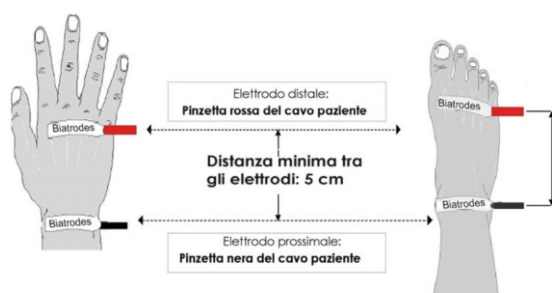 Elettrodo distale:
Pinzetta rossa del cavo paziente
Biatrodes
Biatrodes
Distanza minima tra
gli elettrodi: 5 cm
Biatrodes
Biatrodes
Elettrodo prossimale:
Pinzetta nera del cavo paziente